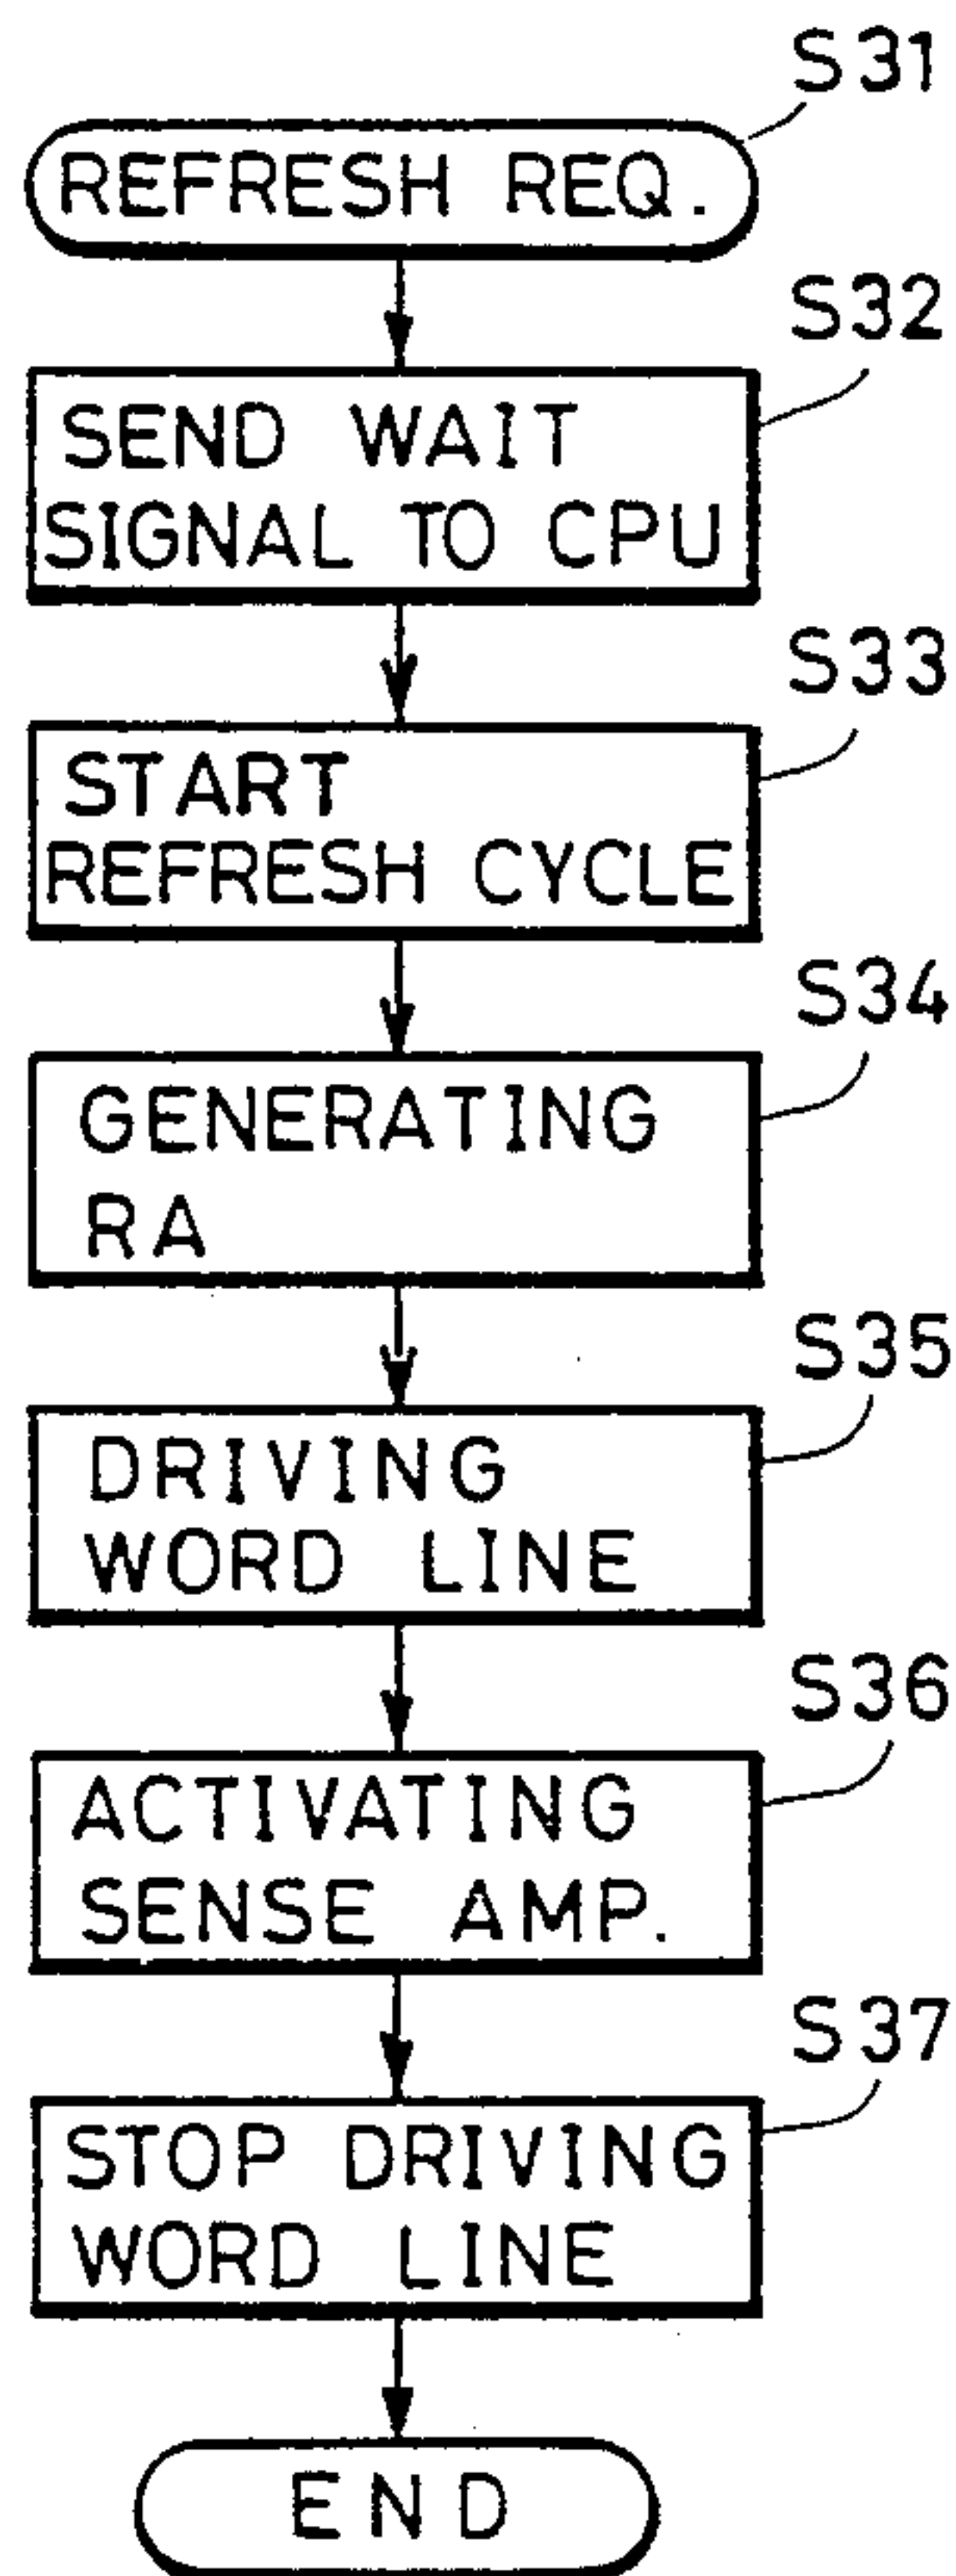 S31
REFRESH REQ.
S32
SEND WAIT
SIGNAL TO CPU
S33
START
REFRESH CYCLE
S34
GENERATING
RA
S35
DRIVING
WORD LINE
S36
ACTIVATING
SENSE AMP.
S37
STOP DRIVING
WORD LINE
END